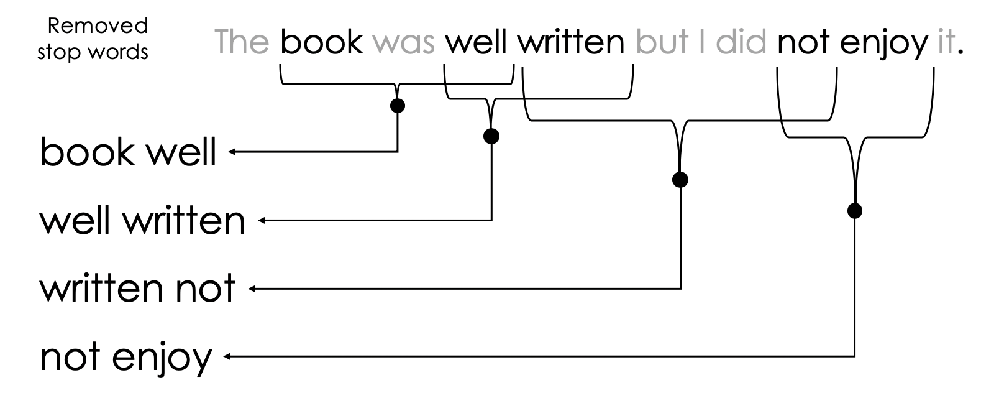 Removed
stop words
The book was well written but I did not enjoy it.
book well
well written
written not
not enjoy